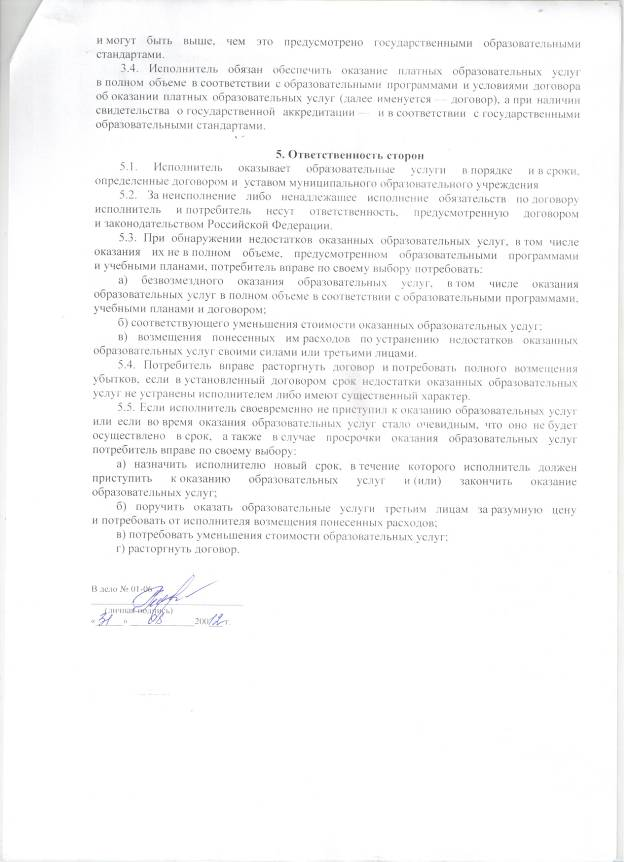 и могут быть выше, чем это предусмотрено государственными образовательными
стандартами.
3.4. Исполнитель обязан обеспечить оказание платных образовательных услуг
в полном объеме в соответствии с образовательными программами и условиями договора
об оказании платных образовательных услуг (далее именуется — договор), а при наличии
свидетельства о государственной аккредитации — и в соответствии с государственными
образовательными стандартами.
5. Ответственность сторон
5.1. Исполнитель оказывает образовательные услуги в порядке и в сроки,
определенные договором и уставом муниципального образовательного учреждения
5.2. За неисполнение либо ненадлежащее исполнение обязательств по договору
исполнитель и потребитель несут ответственность, предусмотренную договором
и законодательством Российской Федерации.
5.3. При обнаружении недостатков оказанных образовательных услуг, в том числе
оказания их не в полном объеме, предусмотренном образовательными программами
и учебными планами, потребитель вправе по своему выбору потребовать:
а) безвозмездного оказания образовательных услуг, в том числе оказания
образовательных услуг в полном объеме в соответствии с образовательными программами,
учебными планами и договором;
б) соответствующего уменьшения стоимости оказанных образовательных услуг;
в) возмещения понесенных им расходов по устранению недостатков оказанных
образовательных услуг своими силами или третьими лицами.
5.4. Потребитель вправе расторгнуть договор и потребовать полного возмещения
убытков, если в установленный договором срок недостатки оказанных образовательных
услуг не устранены исполнителем либо имеют существенный характер.
5.5. Если исполнитель своевременно не приступил к оказанию образовательных услуг
или если во время оказания образовательных услуг стало очевидным, что оно не будет
осуществлено в срок, а также в случае просрочки оказания образовательных услуг
потребитель вправе по своему выбору:
а) назначить исполнителю новый срок, в течение которого исполнитель должен
приступить к оказанию образовательных услуг и (или) закончить оказание
образовательных услуг;
б) поручить оказать образовательные услуги третьим лицам за разумную цену
и потребовать от исполнителя возмещения понесенных расходов;
в) потребовать уменьшения стоимости образовательных услуг;
г) расторгнуть договор.
В дело № 01-06
(личная подпись)
« 31 » 08 200 12 г.